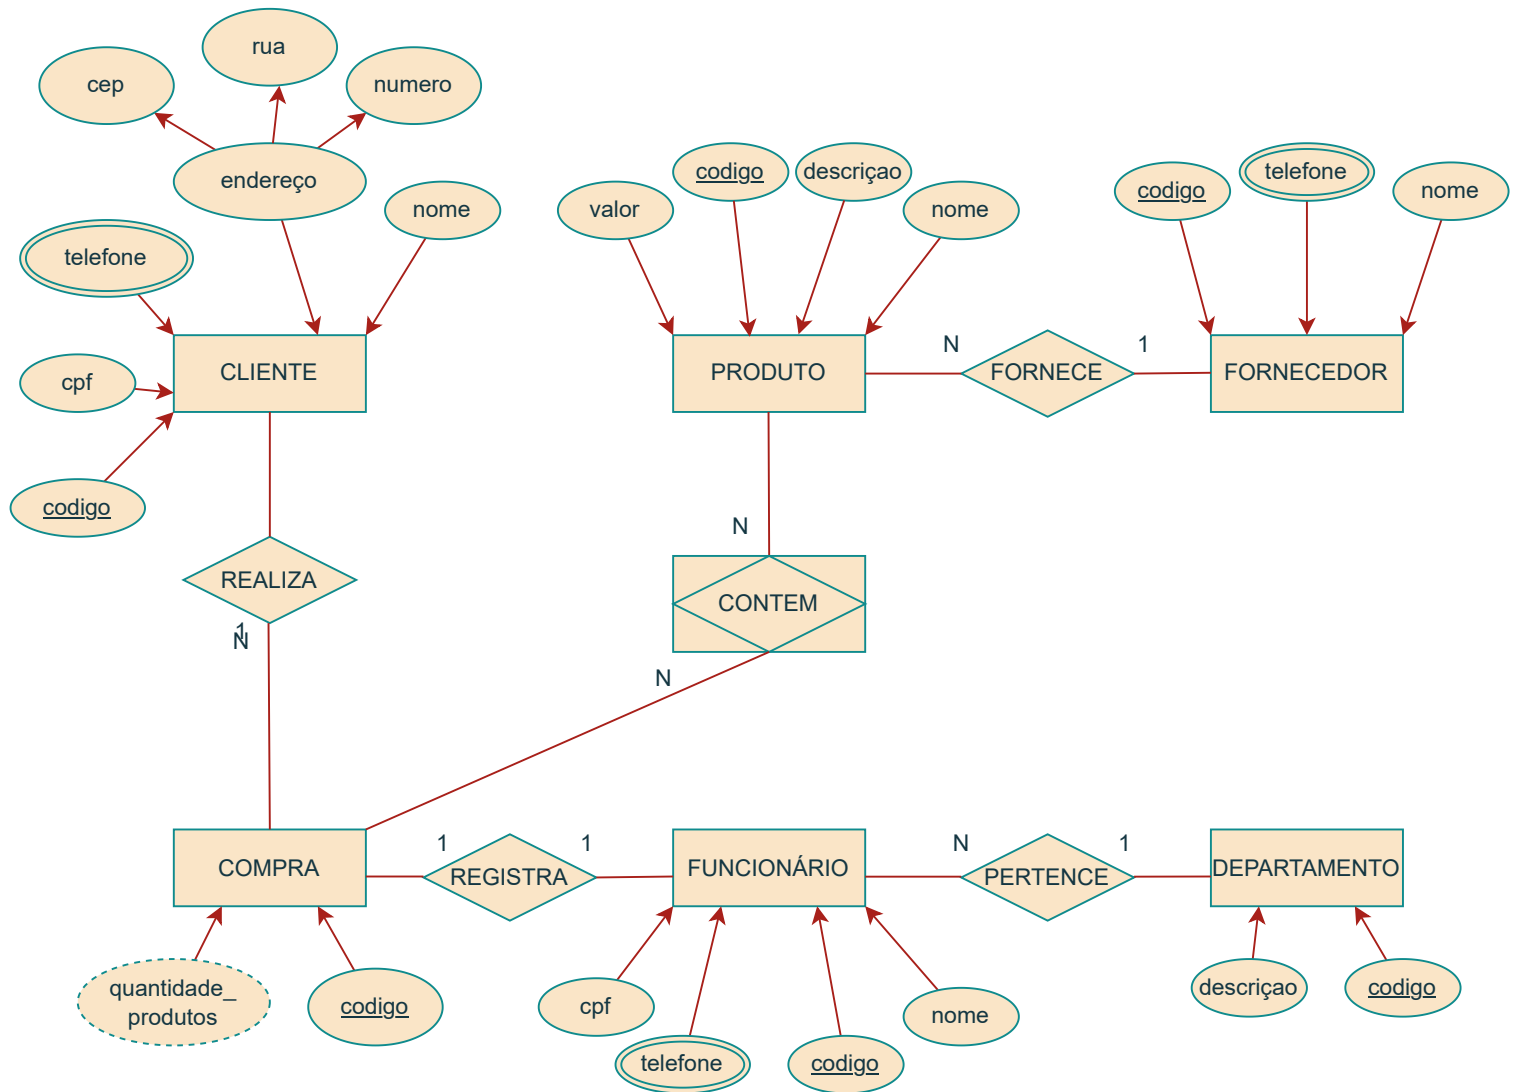 rua
cep
numero
endereço
nome
telefone
cpf
codigo
CLIENTE
valor
codigo
descriçao
nome
PRODUTO
N
FORNECE
1
codigo
telefone
nome
FORNECEDOR
REALIZA
1
N
N
CONTEM
N
COMPRA
1
REGISTRA
1
FUNCIONÁRIO
N
PERTENCE
1
DEPARTAMENTO
quantidade_
produtos
codigo
cpf
telefone
codigo
nome
descriçao
codigo